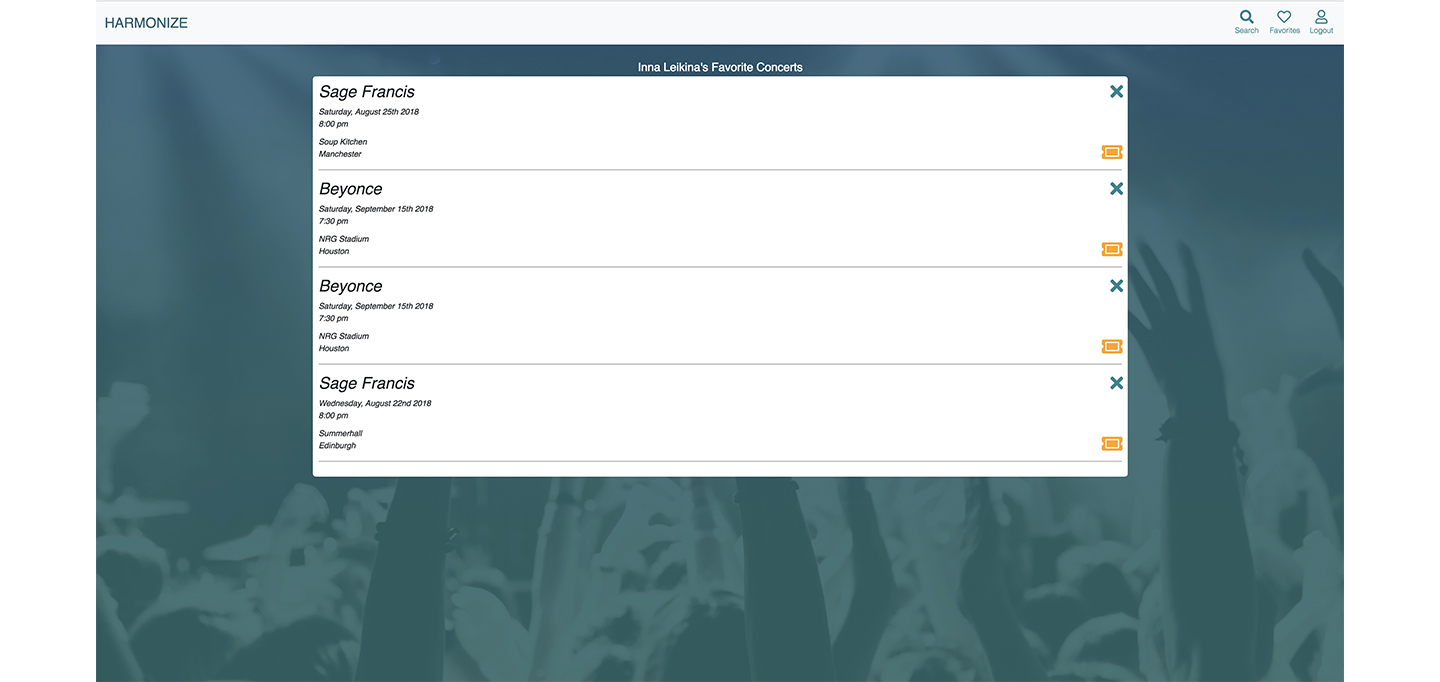 HARMONIZE
Search
Favorites
Logout
Inna Leikina's Favorite Concerts
Sage Francis
Saturday, August 25th 2018
8:00 pm
Soup Kitchen
Manchester
Beyonce
Saturday, September 15th 2018
7:30 pm
NRG Stadium
Houston
Beyonce
Saturday, September 15th 2018
7:30 pm
NRG Stadium
Houston
Sage Francis
Wednesday, August 22nd 2018
8:00 pm
Summerhall
Edinburgh